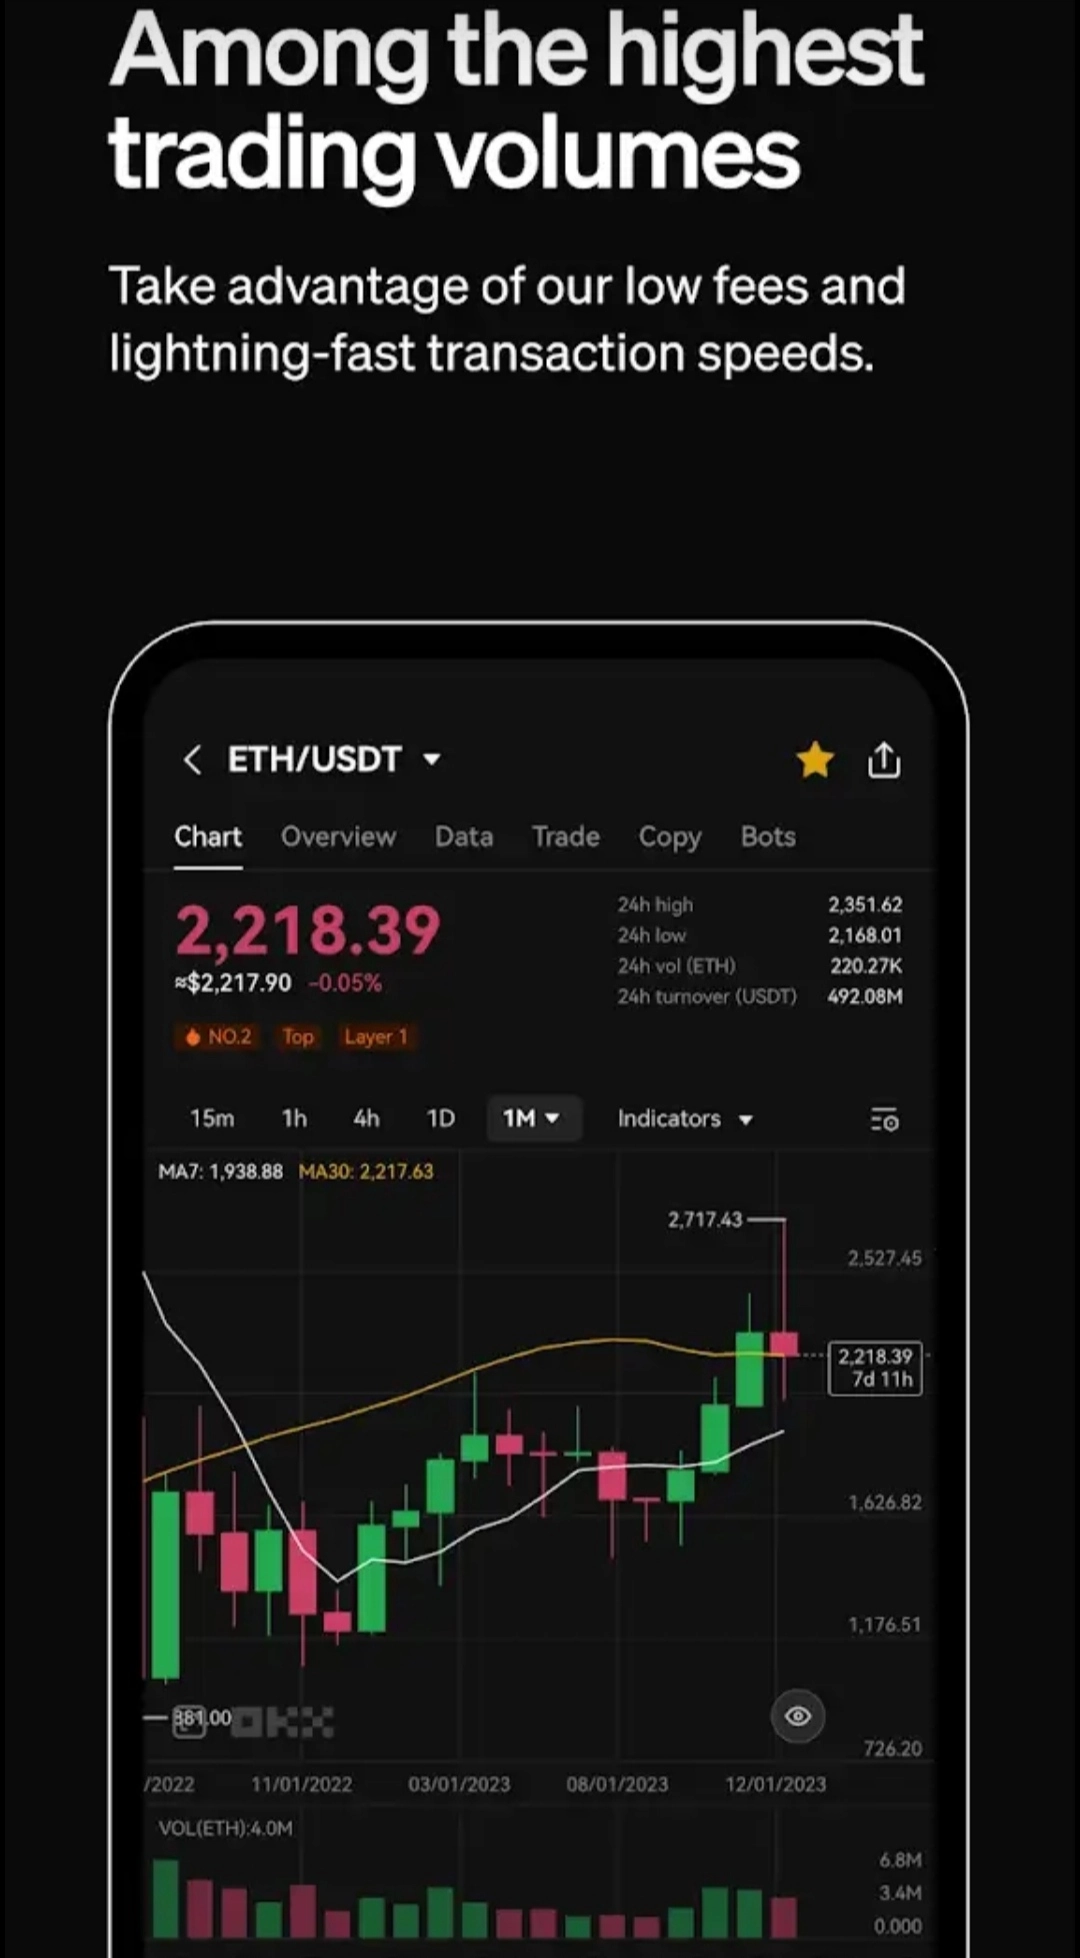 Among the highest
trading volumes
Take advantage of our low fees and
lightning-fast transaction speeds.
ETH/USDT
Chart Overview Data Trade Copy Bots
2,218.39
≈$2,217.90 -0.05%
24h high 2,351.62
24h low 2,168.01
24h vol (ETH) 220.27K
24h turnover (USDT) 492.08M
NO.2 Top Layer 1
15m 1h 4h 1D 1M Indicators
MA7: 1,938.88 MA30: 2,217.63
2,717.43
2,527.45
2,218.39
7d 11h
1,626.82
1,176.51
881.00 OKX
726.20
/2022 11/01/2022 03/01/2023 08/01/2023 12/01/2023
VOL(ETH):4.0M
6.8M
3.4M
0.000